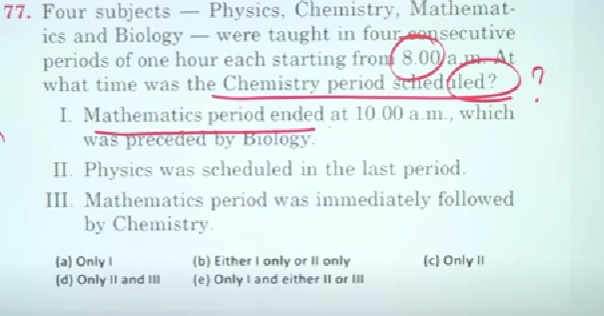 77. Four subjects — Physics, Chemistry, Mathemat-
ics and Biology — were taught in four consecutive
periods of one hour each starting from 8.00 a.m. At
what time was the Chemistry period scheduled? ?
I. Mathematics period ended at 10.00 a.m., which
was preceded by Biology.
II. Physics was scheduled in the last period.
III. Mathematics period was immediately followed
by Chemistry.
(a) Only I (b) Either I only or II only (c) Only II
(d) Only II and III (e) Only I and either II or III